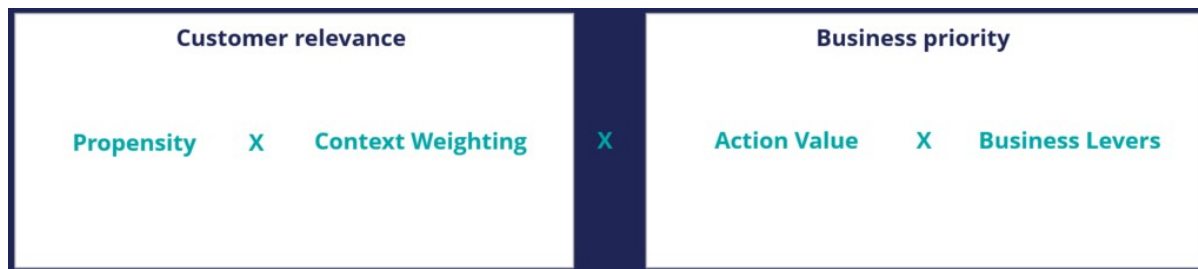 Customer relevance
Business priority
Propensity X Context Weighting X Action Value X Business Levers